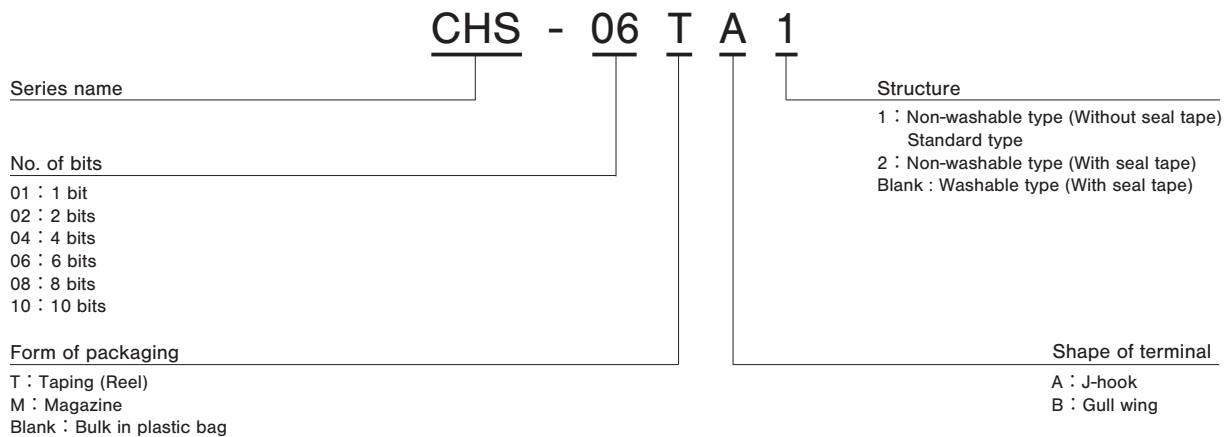 CHS - 06 T A 1
Series name
No. of bits
01：1 bit
02：2 bits
04：4 bits
06：6 bits
08：8 bits
10：10 bits
Form of packaging
T：Taping (Reel)
M：Magazine
Blank：Bulk in plastic bag
Structure
1：Non-washable type (Without seal tape)
Standard type
2：Non-washable type (With seal tape)
Blank : Washable type (With seal tape)
Shape of terminal
A：J-hook
B：Gull wing